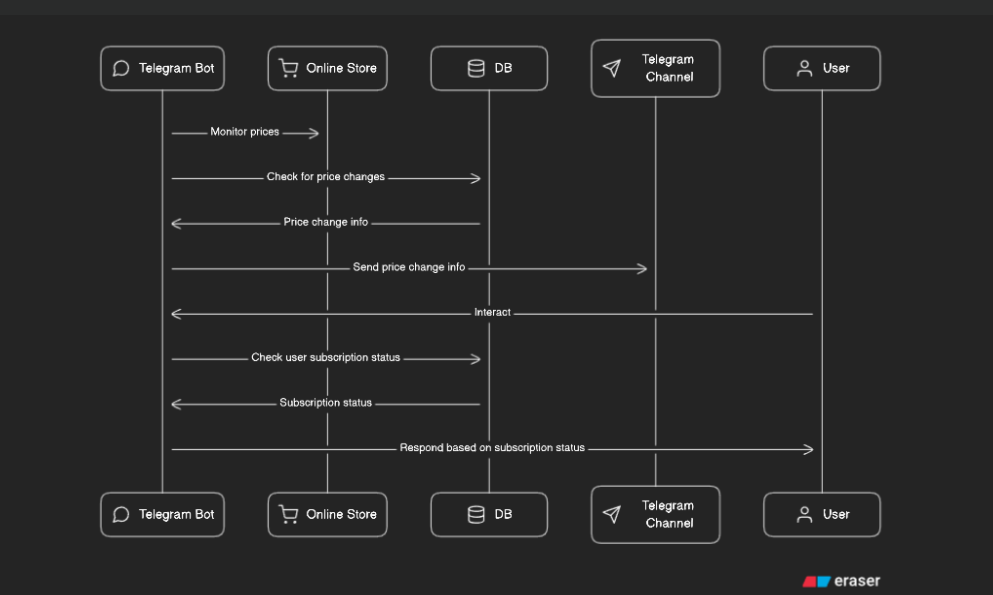 Telegram Bot
Online Store
DB
Telegram
Channel
User
Monitor prices
Check for price changes
Price change info
Send price change info
Interact
Check user subscription status
Subscription status
Respond based on subscription status
Telegram Bot
Online Store
DB
Telegram
Channel
User
eraser